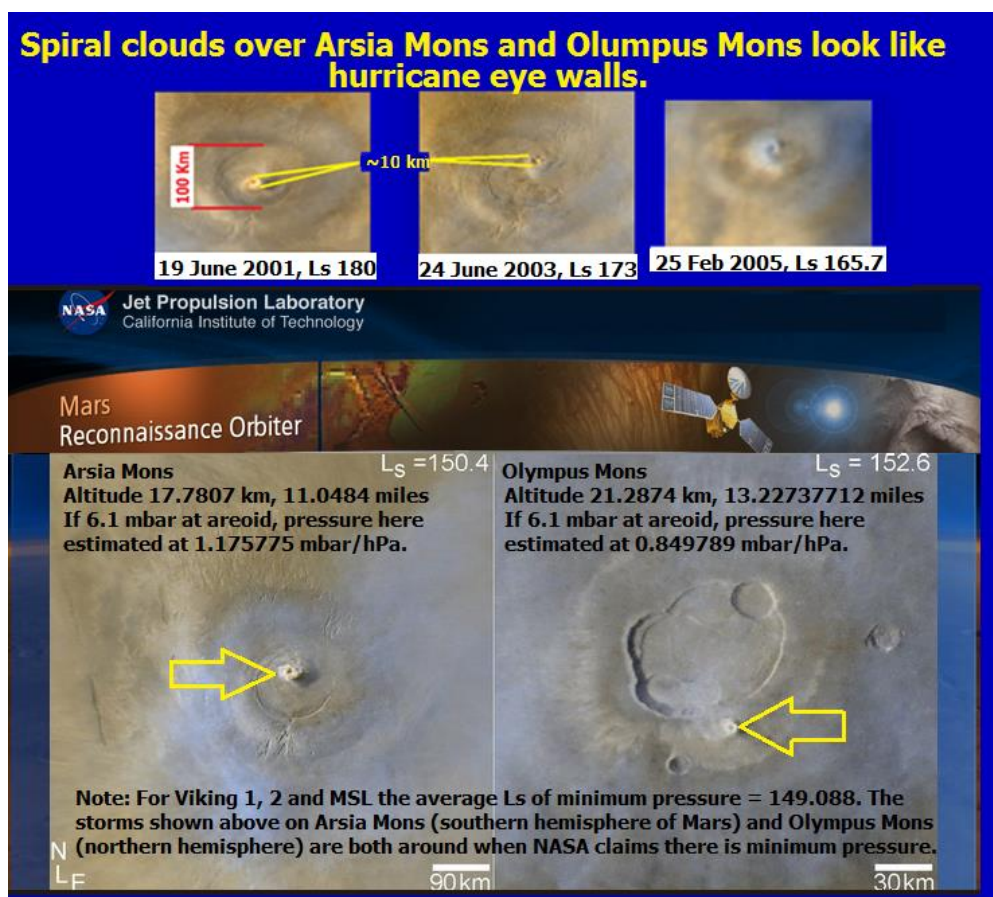 Spiral clouds over Arsia Mons and Olumpus Mons look like
hurricane eye walls.
100 Km
~10 km
19 June 2001, Ls 180
24 June 2003, Ls 173
25 Feb 2005, Ls 165.7
NASA
Jet Propulsion Laboratory
California Institute of Technology
Mars
Reconnaissance Orbiter
Arsia Mons
LS =150.4
Altitude 17.7807 km, 11.0484 miles
If 6.1 mbar at areoid, pressure here
estimated at 1.175775 mbar/hPa.
Olympus Mons
LS = 152.6
Altitude 21.2874 km, 13.22737712 miles
If 6.1 mbar at areoid, pressure here
estimated at 0.849789 mbar/hPa.
Note: For Viking 1, 2 and MSL the average Ls of minimum pressure = 149.088. The
storms shown above on Arsia Mons (southern hemisphere of Mars) and Olympus Mons
(northern hemisphere) are both around when NASA claims there is minimum pressure.
N
E
90km
30km